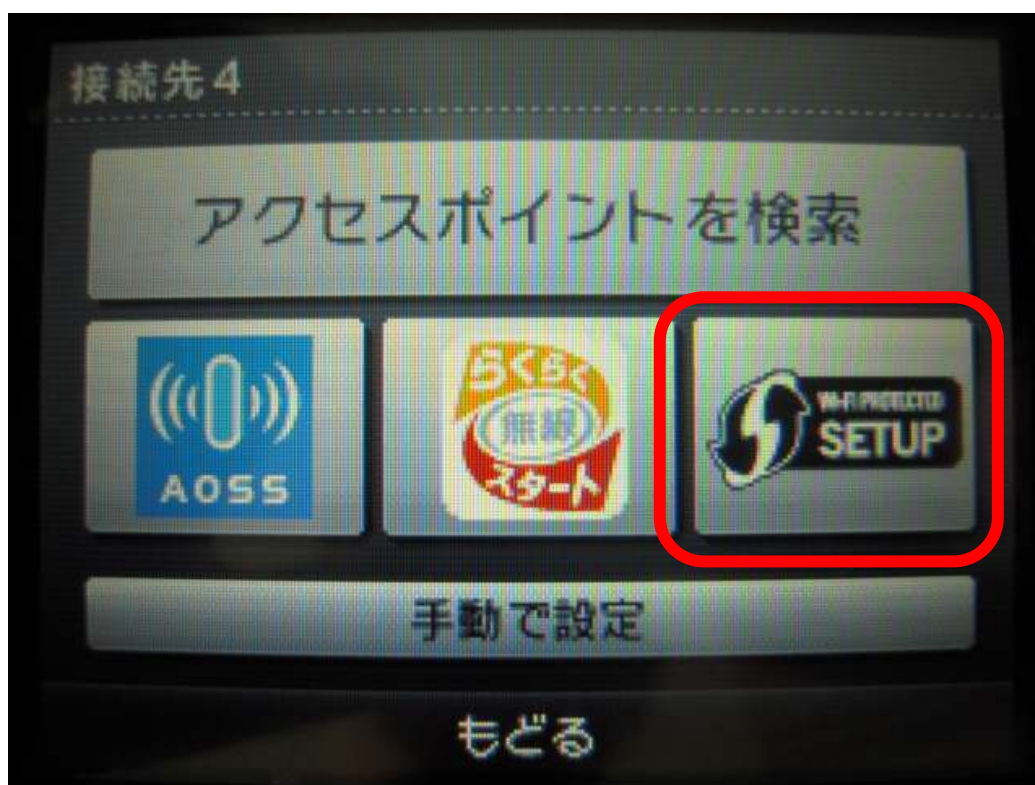 接続先4
アクセスポイントを検索
AOSS
らくらく
無線
スタート
WI-FI PROTECTED
SETUP
手動で設定
もどる